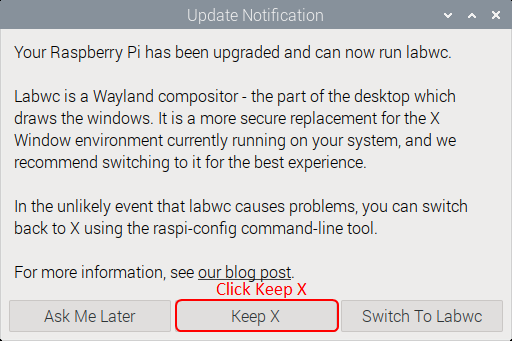 Update Notification
Your Raspberry Pi has been upgraded and can now run labwc.
Labwc is a Wayland compositor - the part of the desktop which
draws the windows. It is a more secure replacement for the X
Window environment currently running on your system, and we
recommend switching to it for the best experience.
In the unlikely event that labwc causes problems, you can switch
back to X using the raspi-config command-line tool.
For more information, see our blog post.
Click Keep X
Ask Me Later
Keep X
Switch To Labwc